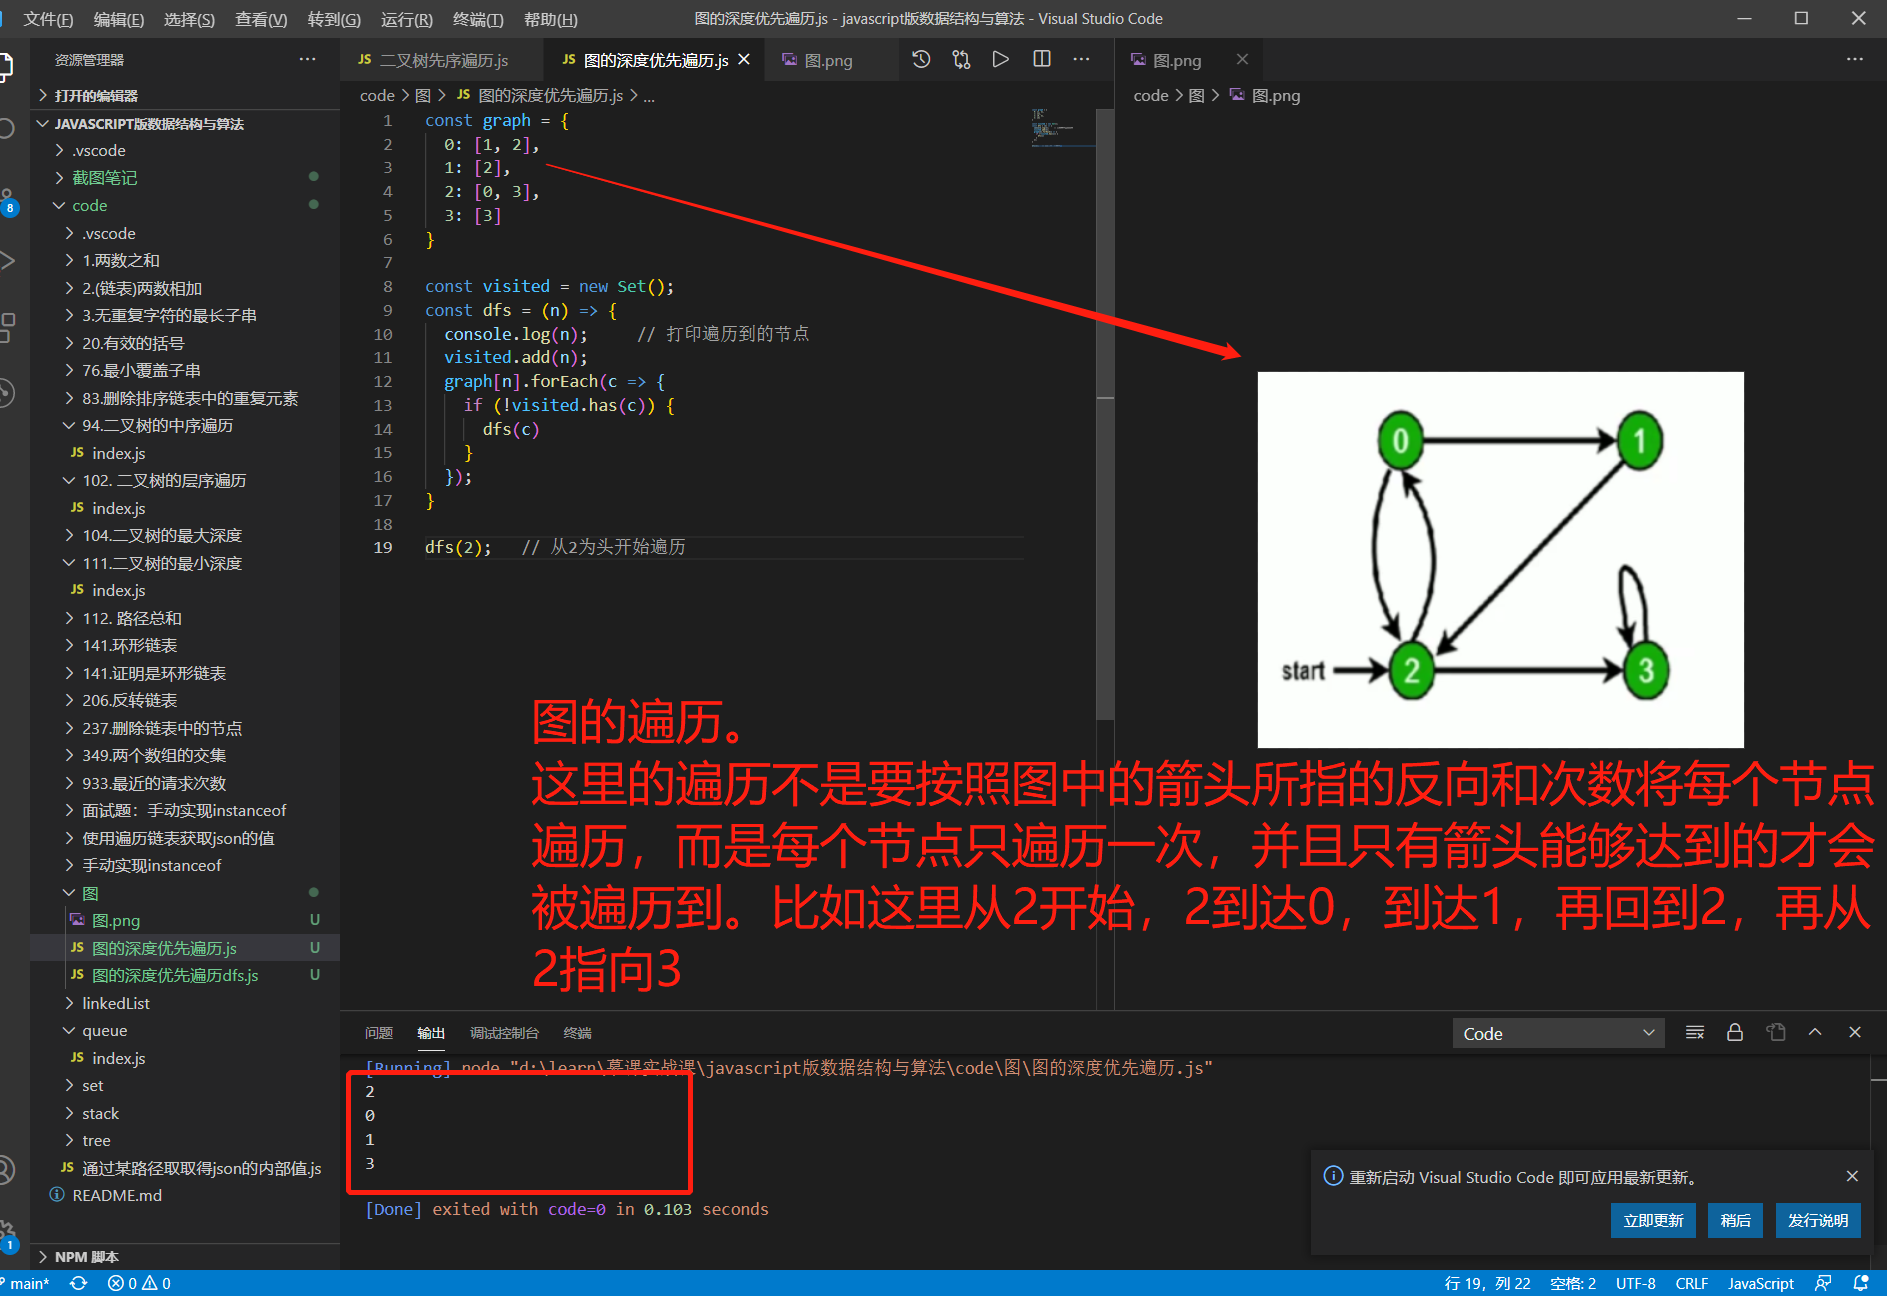 文件(F) 编辑(E) 选择(S) 查看(V) 转到(G) 运行(R) 终端(T) 帮助(H) 图的深度优先遍历.js - javascript版数据结构与算法 - Visual Studio Code
资源管理器
打开的编辑器
JAVASCRIPT版数据结构与算法
.vscode
截图笔记
code
.vscode
1.两数之和
2.(链表)两数相加
3.无重复字符的最长子串
20.有效的括号
76.最小覆盖子串
83.删除排序链表中的重复元素
94.二叉树的中序遍历
JS index.js
102. 二叉树的层序遍历
JS index.js
104.二叉树的最大深度
111.二叉树的最小深度
JS index.js
112. 路径总和
141.环形链表
141.证明是环形链表
206.反转链表
237.删除链表中的节点
349.两个数组的交集
933.最近的请求次数
面试题：手动实现instanceof
使用遍历链表获取json的值
手动实现instanceof
图
图.png U
JS 图的深度优先遍历.js U
JS 图的深度优先遍历dfs.js U
linkedList
queue
JS index.js
set
stack
tree
JS 通过某路径取取得json的内部值.js
README.md
NPM 脚本
8
1
JS 二叉树先序遍历.js JS 图的深度优先遍历.js 图.png
code > 图 > JS 图的深度优先遍历.js > ...
1 const graph = {
2 0: [1, 2],
3 1: [2],
4 2: [0, 3],
5 3: [3]
6 }
7
8 const visited = new Set();
9 const dfs = (n) => {
10 console.log(n); // 打印遍历到的节点
11 visited.add(n);
12 graph[n].forEach(c => {
13 if (!visited.has(c)) {
14 dfs(c)
15 }
16 });
17 }
18
19 dfs(2); // 从2为头开始遍历
图.png
code > 图 > 图.png
0 1
start 2 3
图的遍历。
这里的遍历不是要按照图中的箭头所指的反向和次数将每个节点
遍历，而是每个节点只遍历一次，并且只有箭头能够达到的才会
被遍历到。比如这里从2开始，2到达0，到达1，再回到2，再从
2指向3
问题 输出 调试控制台 终端 Code
[Running] node "d:\learn\慕课实战课\javascript版数据结构与算法\code\图\图的深度优先遍历.js"
2
0
1
3
[Done] exited with code=0 in 0.103 seconds
重新启动 Visual Studio Code 即可应用最新更新。
立即更新 稍后 发行说明
main* 0 0 行 19，列 22 空格: 2 UTF-8 CRLF JavaScript